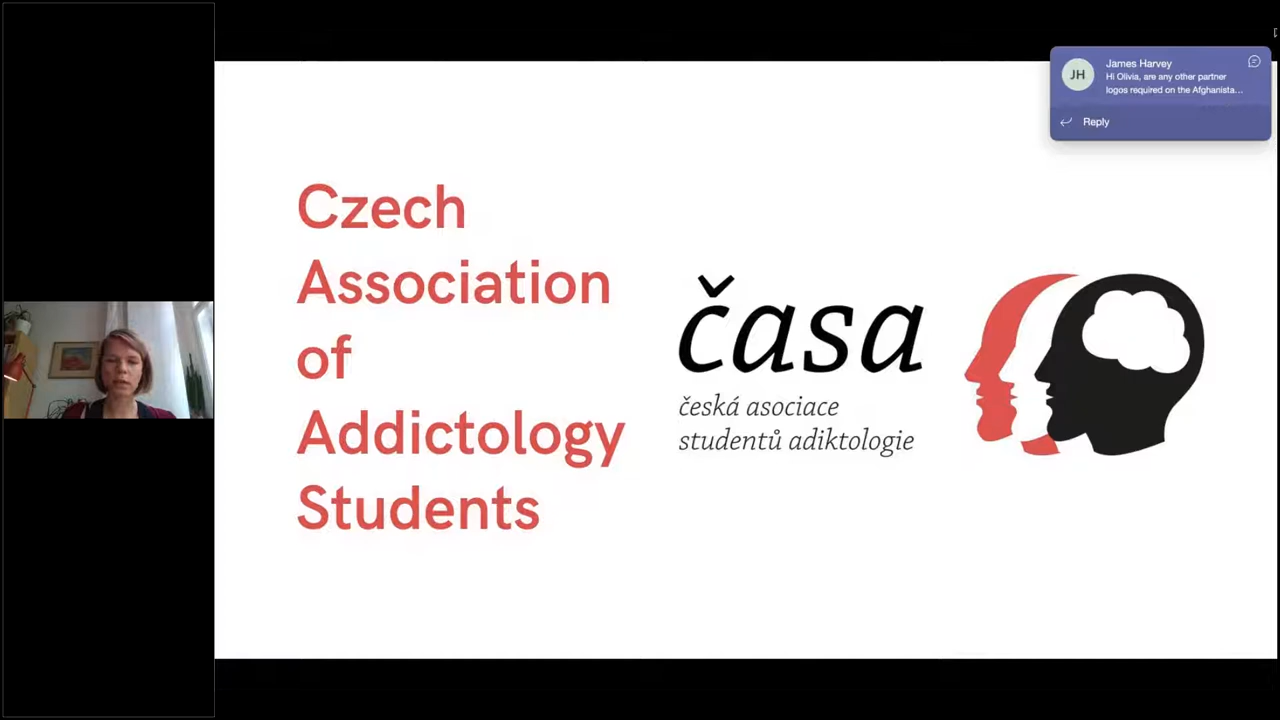 James Harvey
JH
Hi Olivia, are any other partner
logos required on the Afghanista...
Reply
Czech
Association
of
Addictology
Students
časa
česká asociace
studentů adiktologie